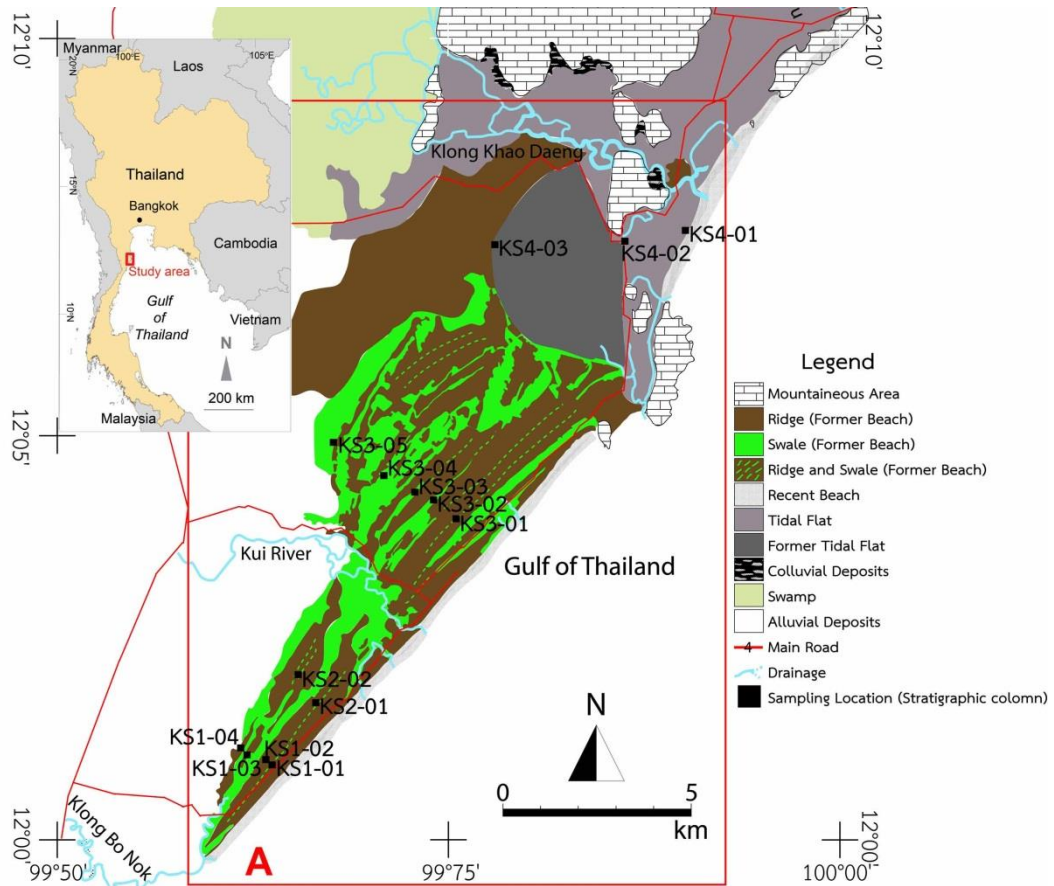 12°10'
12°10'
Myanmar
100°E
105°
20°N
Laos
Thailand
15°N
Bangkok
Cambodia
Study area
10°N
Gulf
of
Thailand
Vietnam
N
200 km
Malaysia
Klong Khao Daeng
KS4-03
KS4-02
KS4-01
12°05'
KS3-05
KS3-04
KS3-03
KS3-02
KS3-01
Kui River
Gulf of Thailand
KS2-02
KS2-01
KS1-04
KS1-02
KS1-03
KS1-01
N
0
5
km
Klong Bo Nok
12°00'
12°00'
A
99°50'
99°75'
100°00'
Legend
Mountaineous Area
Ridge (Former Beach)
Swale (Former Beach)
Ridge and Swale (Former Beach)
Recent Beach
Tidal Flat
Former Tidal Flat
Colluvial Deposits
Swamp
Alluvial Deposits
4 Main Road
Drainage
Sampling Location (Stratigraphic colomn)